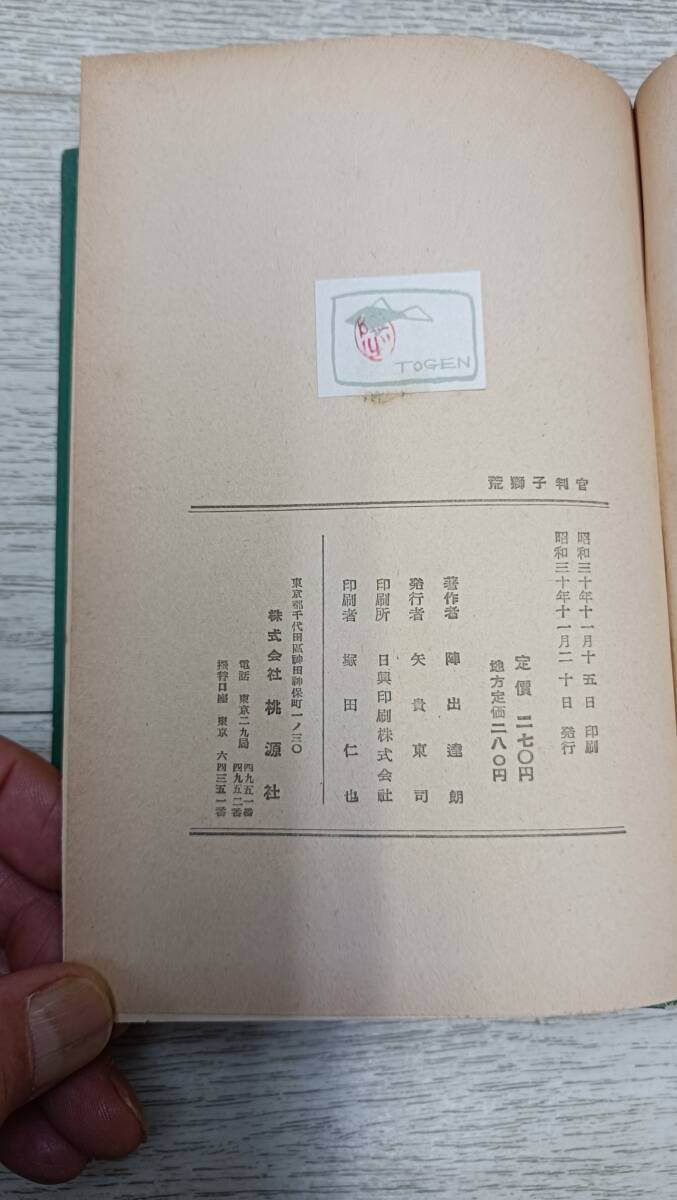 TOGEN
荒獅子判官
昭和三十年十一月十五日 印刷
昭和三十年十一月二十日 発行
定價 二七〇円
地方定価二八〇円
著作者 陣出達朗
発行者 矢貴東司
印刷所 日興印刷株式会社
印刷者 塚田仁也
東京都千代田區神田神保町一ノ三〇
株式会社 桃源社
電話 東京二九局 四九五一番
四九五二番
振替口座 東京 六四三五一番